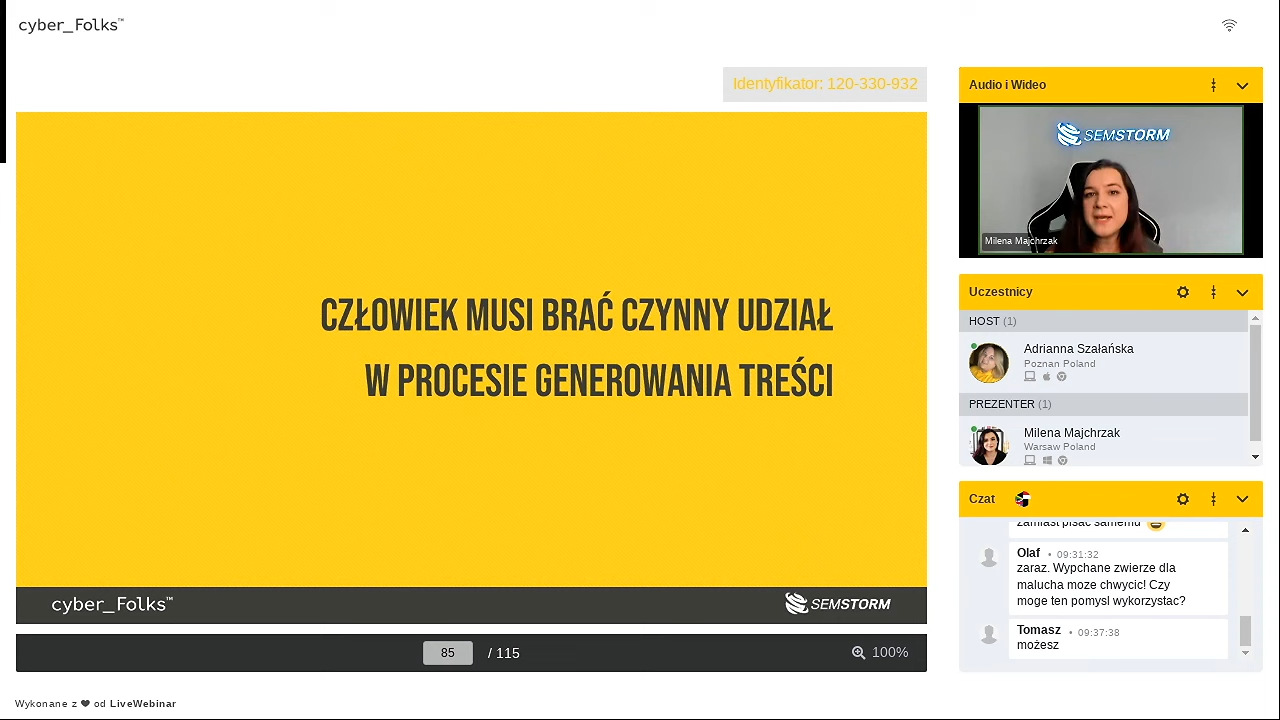 cyber_Folks™
Identyfikator: 120-330-932
CZŁOWIEK MUSI BRAĆ CZYNNY UDZIAŁ
W PROCESIE GENEROWANIA TREŚCI
cyber_Folks™
SEMSTORM
85 / 115
100%
Audio i Wideo
SEMSTORM
Milena Majchrzak
Uczestnicy
HOST (1)
Adrianna Szałańska
Poznan Poland
PREZENTER (1)
Milena Majchrzak
Warsaw Poland
Czat
zamiast pisać samemu
Olaf • 09:31:32
zaraz. Wypchane zwierze dla
malucha moze chwycic! Czy
moge ten pomysl wykorzystac?
Tomasz • 09:37:38
możesz
Wykonane z ❤ od LiveWebinar